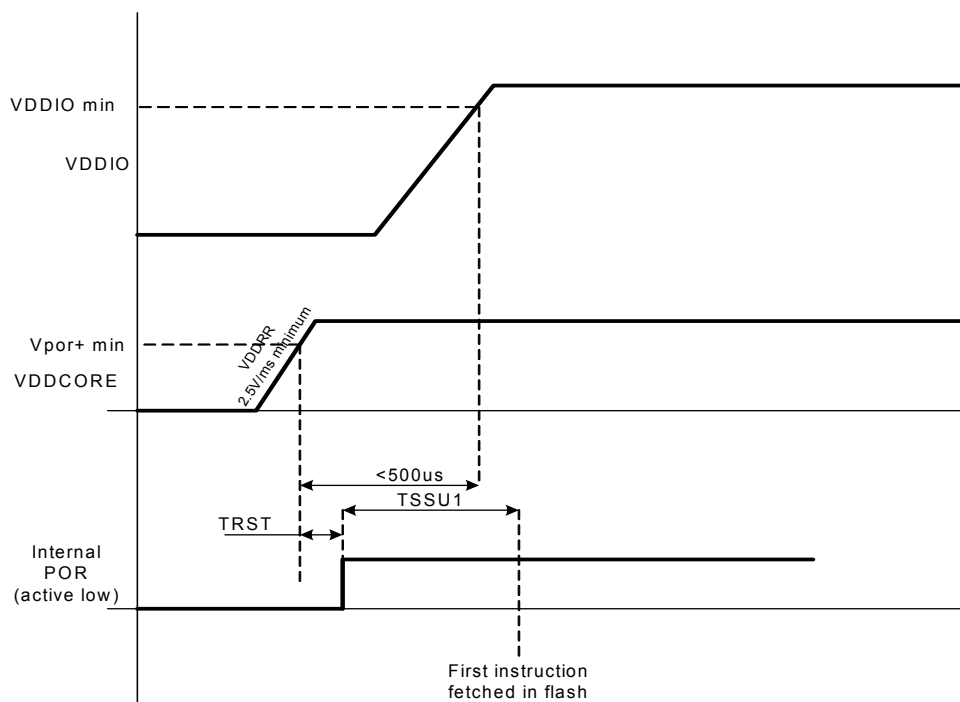 VDDIO min
VDDIO
Vpor+ min
VDDCORE
VDDRR
2.5V/ms minimum
<500us
TSSU1
TRST
Internal
POR
(active low)
First instruction
fetched in flash